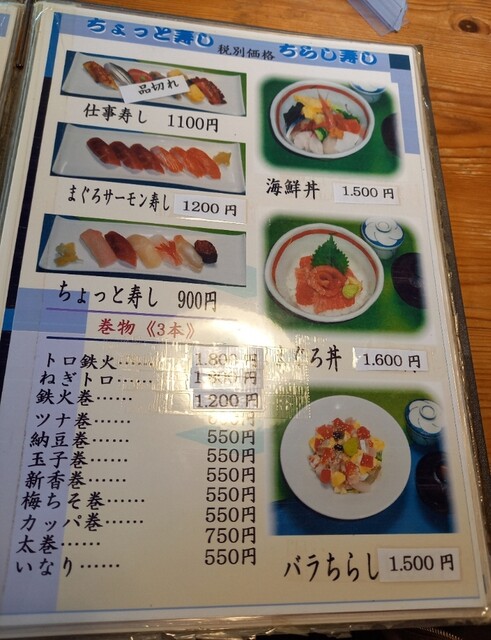 ちょっと寿し 税別価格 ちらし寿し
品切れ
仕事寿し 1100円
まぐろサーモン寿し 1200円
ちょっと寿し 900円
海鮮丼 1.500円
ぐろ丼 1.600円
バラちらし 1.500円
巻物《3本》
トロ鉄火…… 1.800円
ねぎトロ…… 円
鉄火巻…… 1.200円
ツナ巻…… 円
納豆巻…… 550円
玉子巻…… 550円
新香巻…… 550円
梅ちそ巻…… 550円
カッパ巻…… 550円
太巻…… 750円
いなり…… 550円